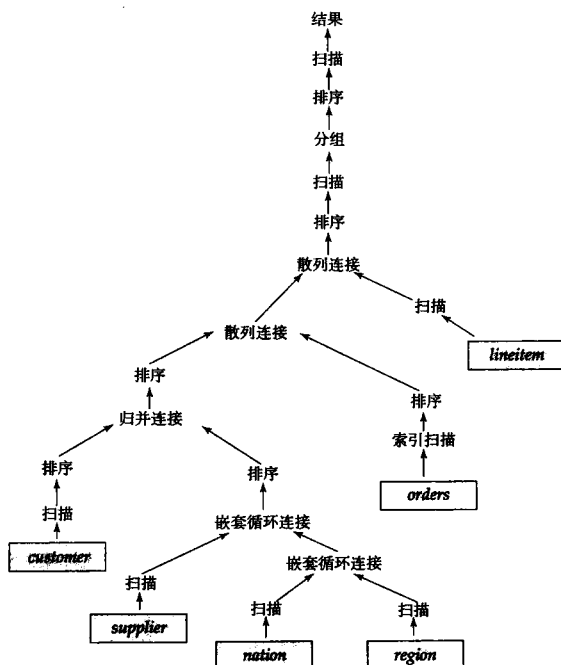 结果
扫描
排序
分组
扫描
排序
散列连接
扫描
散列连接
lineitem
排序
排序
归并连接
索引扫描
排序
排序
orders
扫描
嵌套循环连接
customer
嵌套循环连接
扫描
扫描
扫描
supplier
nation
region